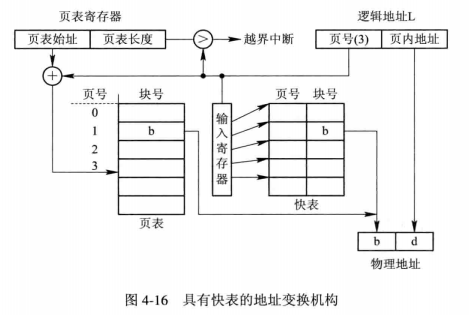 页表寄存器
逻辑地址L
页表始址 页表长度 > 越界中断 页号(3) 页内地址
+
页号 块号 页号 块号
0
1 b
2
3
输入寄存器
b
页表
快表
b d
物理地址
图 4-16 具有快表的地址变换机构